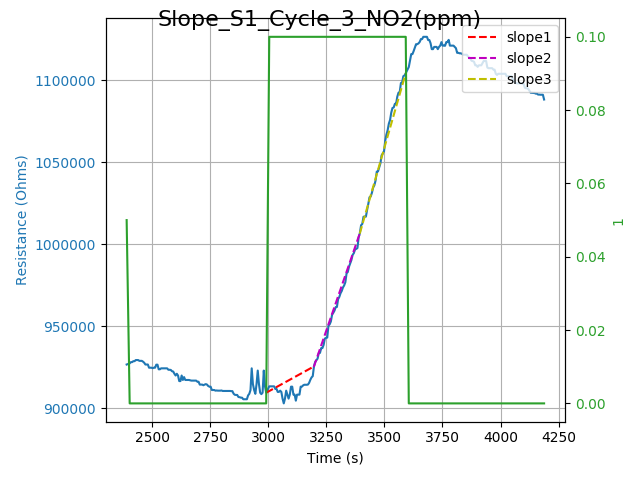 Slope_S1_Cycle_3_NO2(ppm)
slope1
slope2
slope3
1100000
1050000
1000000
950000
900000
Resistance (Ohms)
0.10
0.08
0.06
0.04
0.02
0.00
1
2500 2750 3000 3250 3500 3750 4000 4250
Time (s)